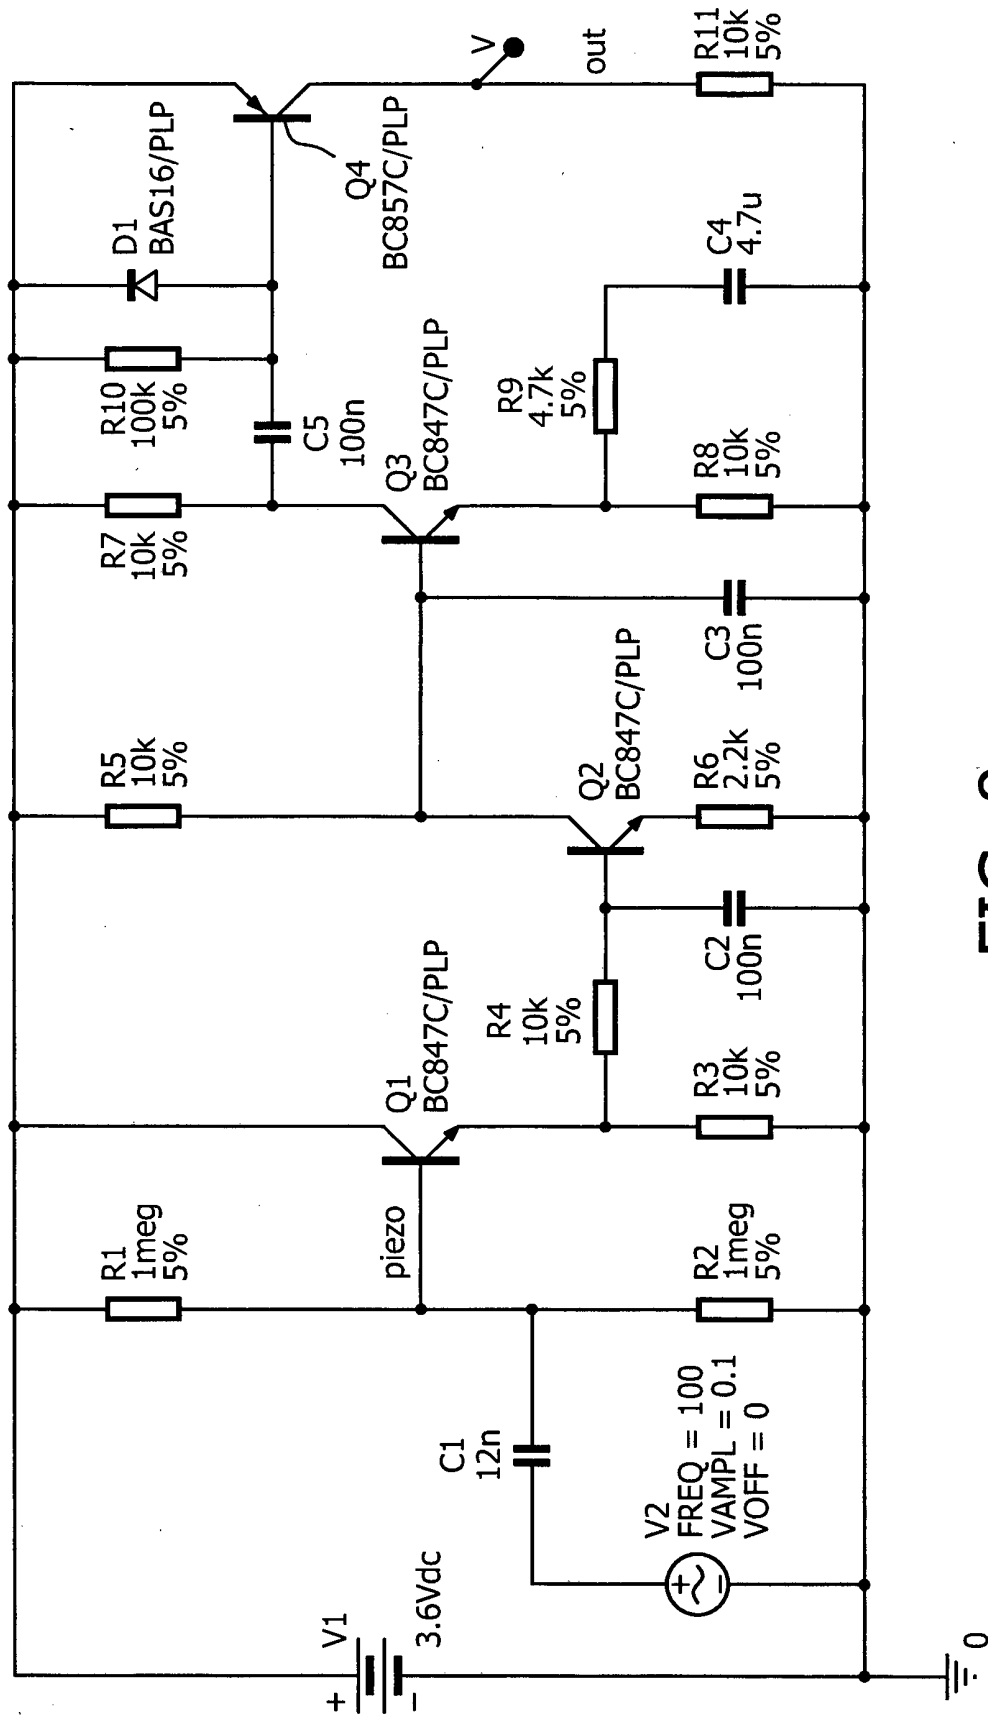 V1
+
−
3.6Vdc
V2
FREQ = 100
VAMPL = 0.1
VOFF = 0
+
−
C1
12n
R1
1meg
5%
piezo
R2
1meg
5%
Q1
BC847C/PLP
R3
10k
5%
R4
10k
5%
C2
100n
R5
10k
5%
Q2
BC847C/PLP
R6
2.2k
5%
C3
100n
R7
10k
5%
Q3
BC847C/PLP
R8
10k
5%
R9
4.7k
5%
C4
4.7u
R10
100k
5%
C5
100n
D1
BAS16/PLP
Q4
BC857C/PLP
V
out
R11
10k
5%
0